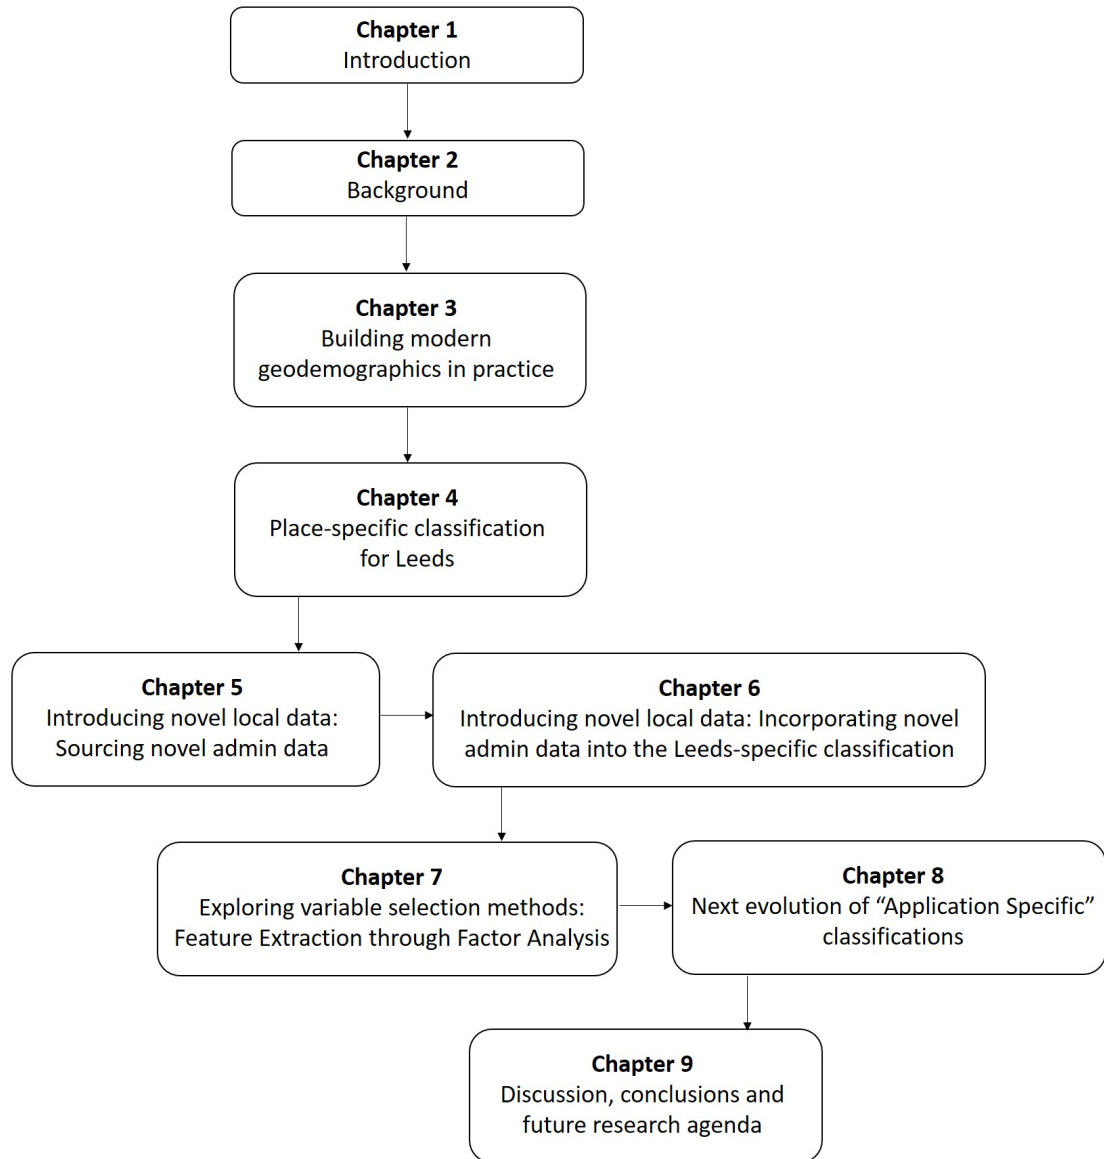 Chapter 1
Introduction
Chapter 2
Background
Chapter 3
Building modern
geodemographics in practice
Chapter 4
Place-specific classification
for Leeds
Chapter 5
Introducing novel local data:
Sourcing novel admin data
Chapter 6
Introducing novel local data: Incorporating novel
admin data into the Leeds-specific classification
Chapter 7
Exploring variable selection methods:
Feature Extraction through Factor Analysis
Chapter 8
Next evolution of “Application Specific”
classifications
Chapter 9
Discussion, conclusions and
future research agenda